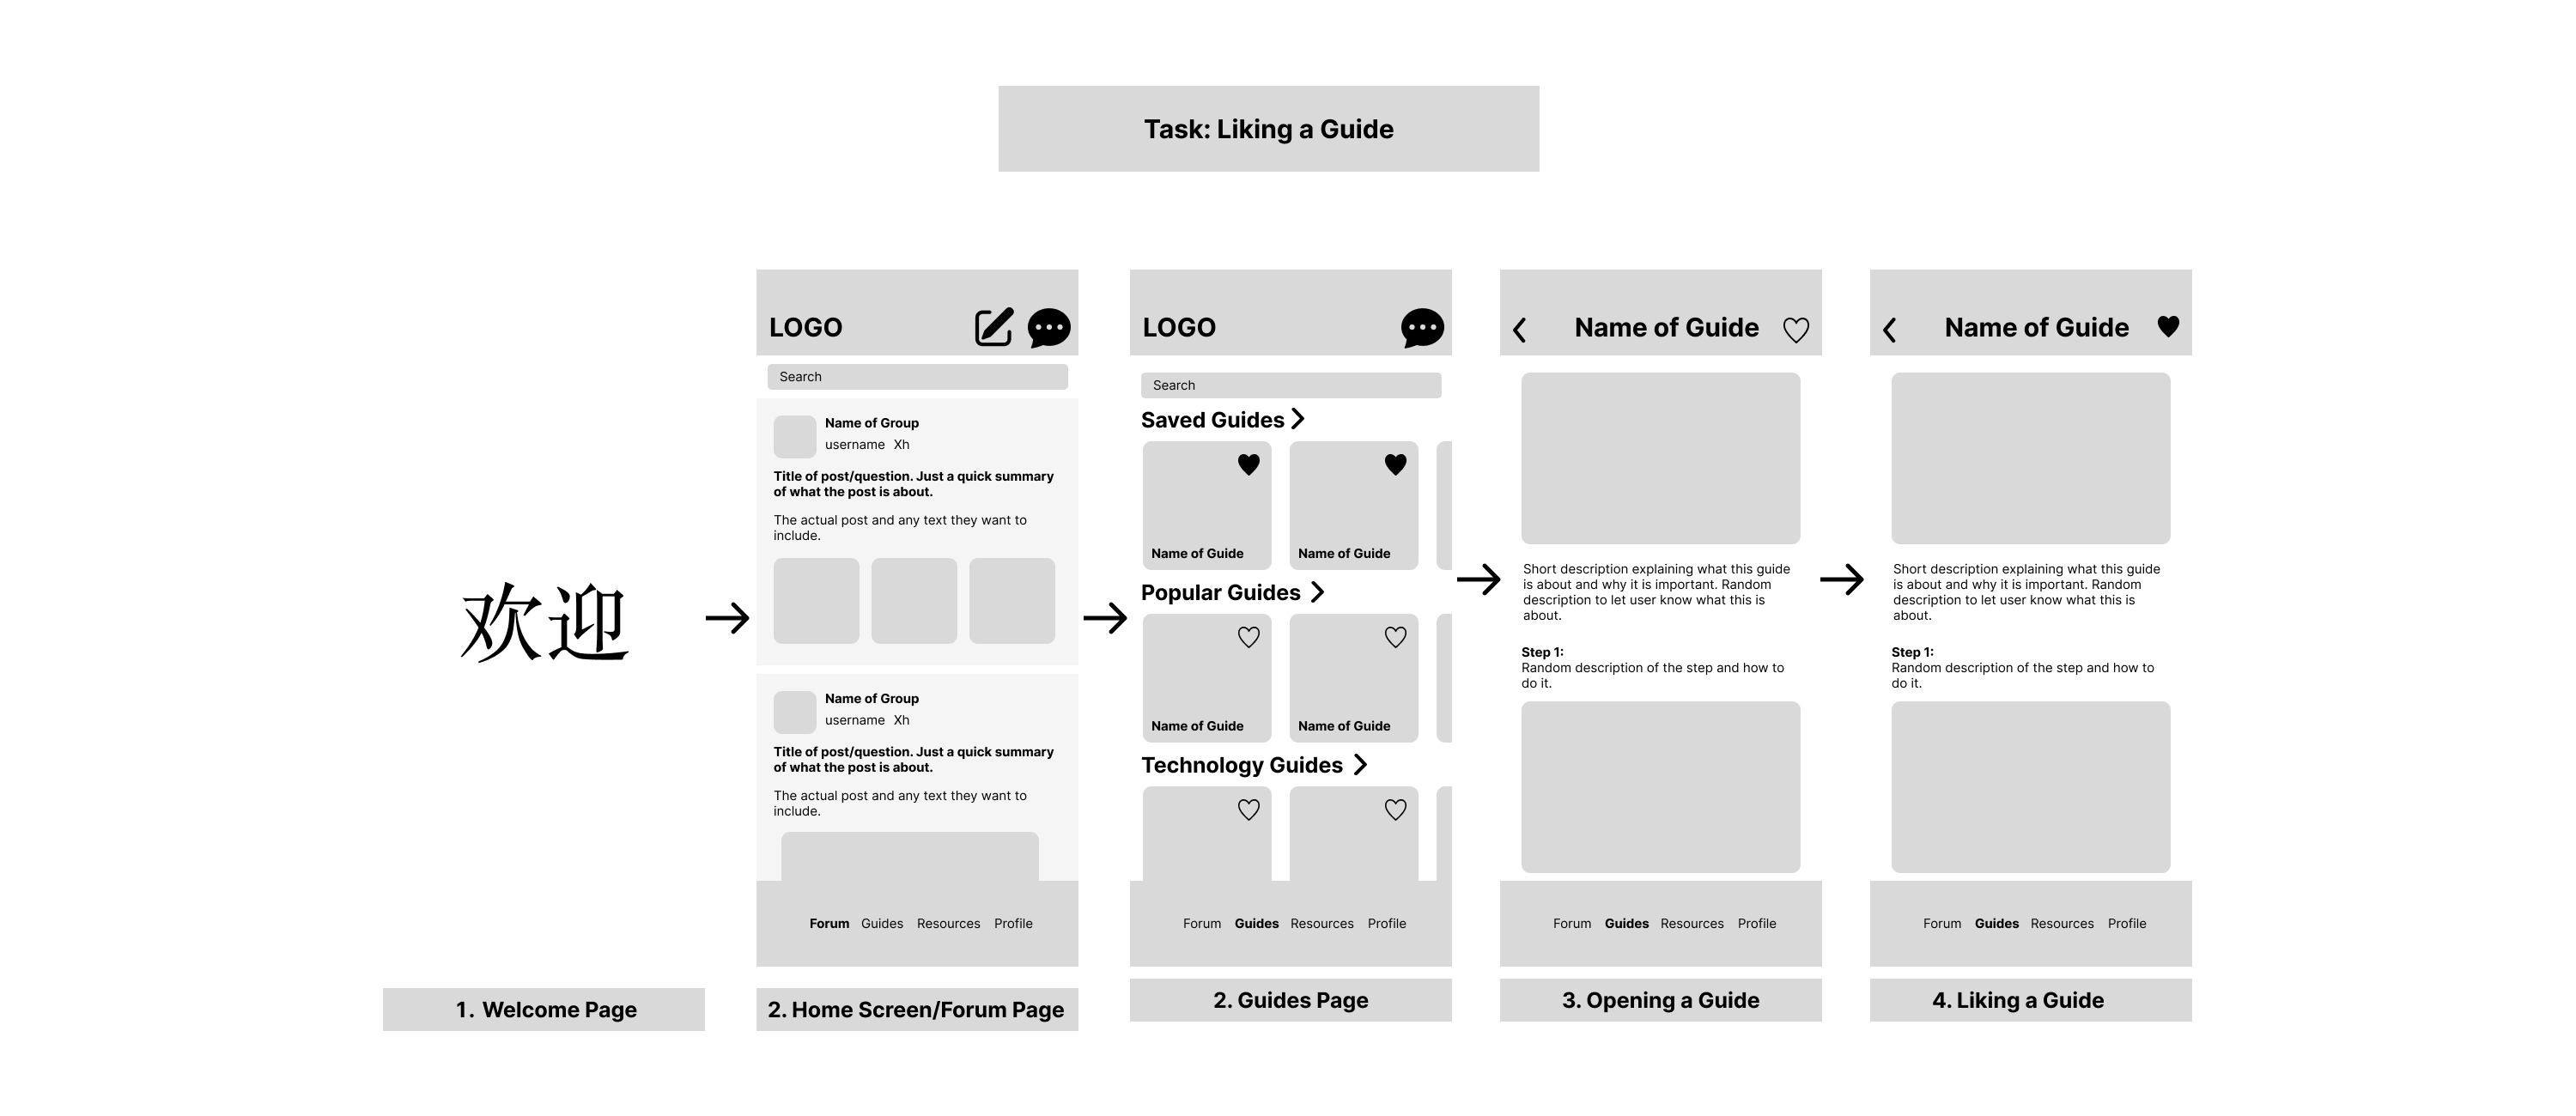 Task: Liking a Guide
欢迎
1. Welcome Page
LOGO
Search
Name of Group
username Xh
Title of post/question. Just a quick summary
of what the post is about.
The actual post and any text they want to
include.
Name of Group
username Xh
Title of post/question. Just a quick summary
of what the post is about.
The actual post and any text they want to
include.
Forum Guides Resources Profile
2. Home Screen/Forum Page
LOGO
Search
Saved Guides
Name of Guide Name of Guide
Popular Guides
Name of Guide Name of Guide
Technology Guides
Forum Guides Resources Profile
2. Guides Page
Name of Guide
Short description explaining what this guide
is about and why it is important. Random
description to let user know what this is
about.
Step 1:
Random description of the step and how to
do it.
Forum Guides Resources Profile
3. Opening a Guide
Name of Guide
Short description explaining what this guide
is about and why it is important. Random
description to let user know what this is
about.
Step 1:
Random description of the step and how to
do it.
Forum Guides Resources Profile
4. Liking a Guide